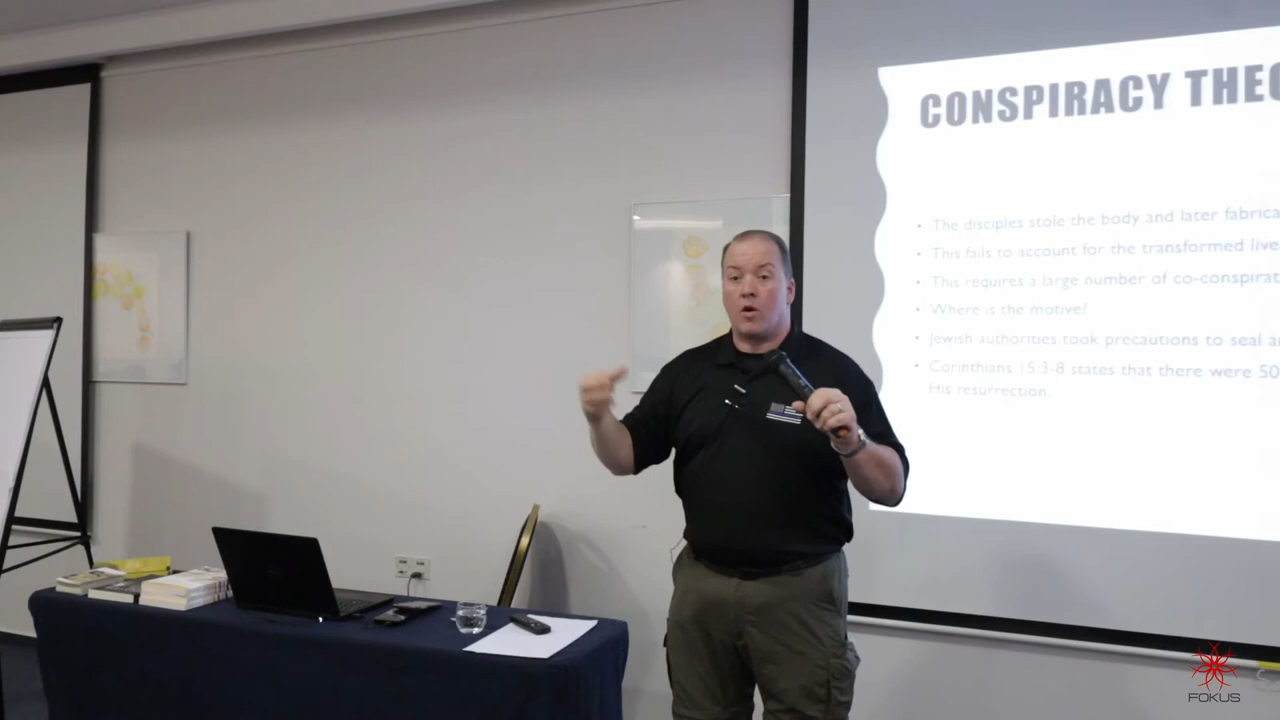 CONSPIRACY THEO
The disciples stole the body and later fabrica
This fails to account for the transformed live
This requires a large number of co-conspirat
Where is the motive?
Jewish authorities took precautions to seal a
Corinthians 15:3-8 states that there were 50
His resurrection.
FOKUS